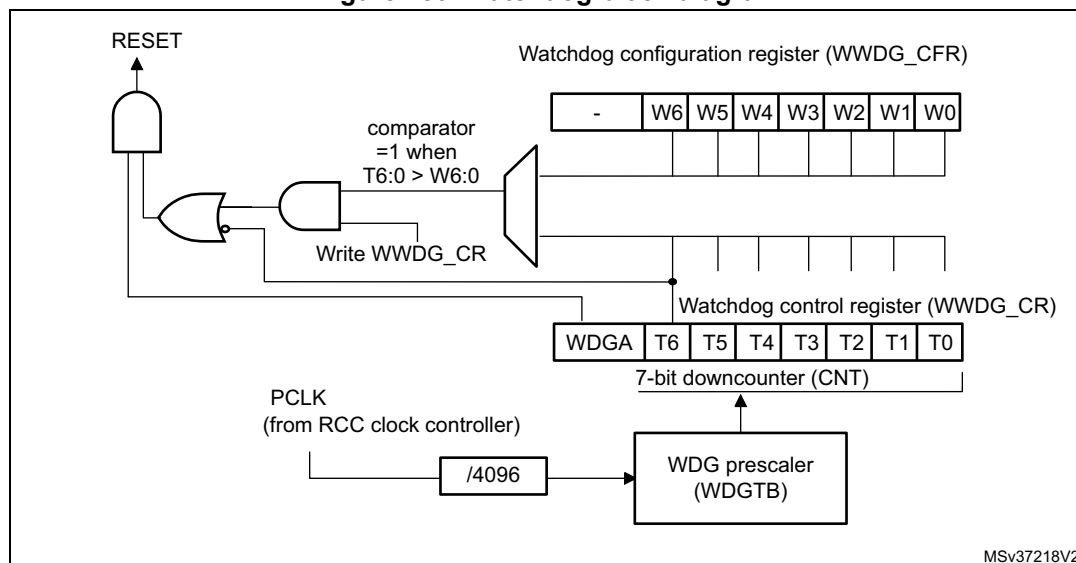 RESET
Watchdog configuration register (WWDG_CFR)
- W6 W5 W4 W3 W2 W1 W0
comparator
=1 when
T6:0 > W6:0
Write WWDG_CR
Watchdog control register (WWDG_CR)
WDGA T6 T5 T4 T3 T2 T1 T0
7-bit downcounter (CNT)
PCLK
(from RCC clock controller)
/4096
WDG prescaler
(WDGTB)
MSv37218V2